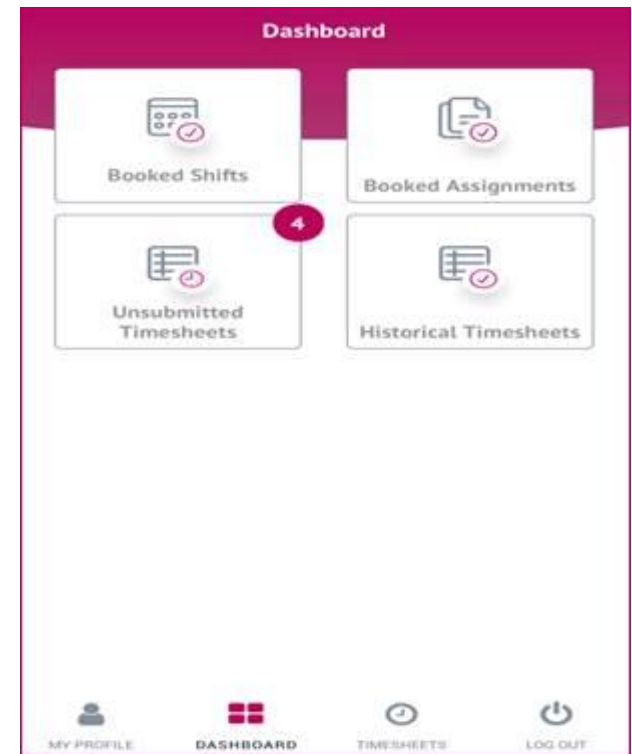 Dashboard
Booked Shifts
Booked Assignments
4
Unsubmitted
Timesheets
Historical Timesheets
MY PROFILE
DASHBOARD
TIMESHEETS
LOG OUT